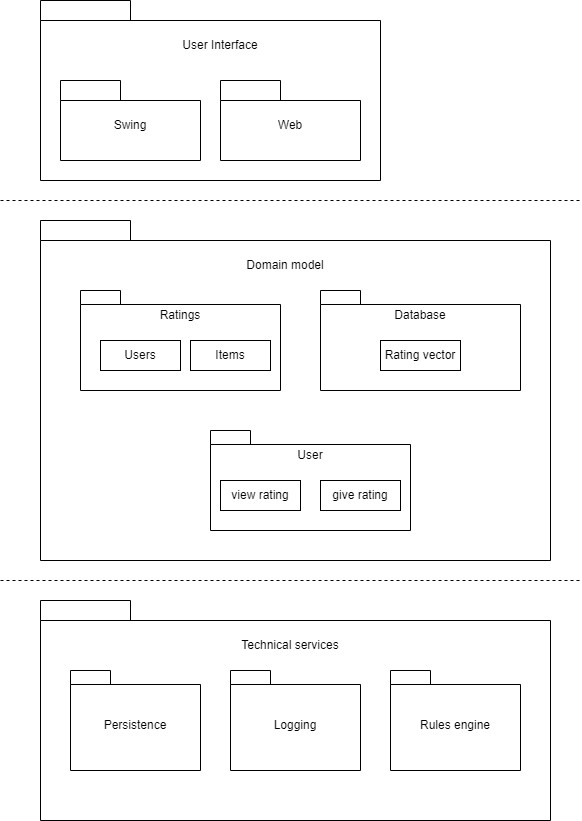 User Interface
Swing
Web
Domain model
Ratings
Users
Items
Database
Rating vector
User
view rating
give rating
Technical services
Persistence
Logging
Rules engine